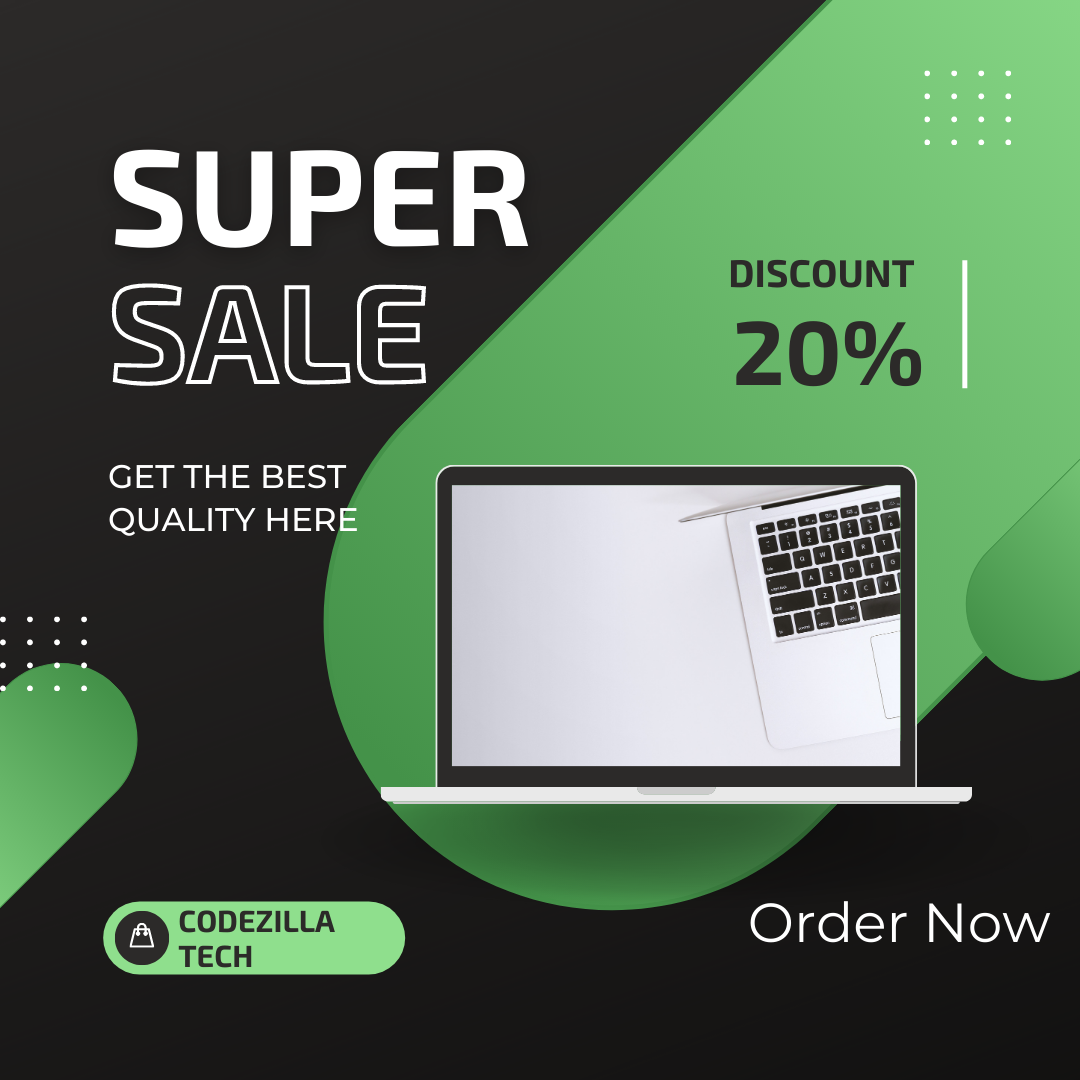 SUPER
SALE
DISCOUNT
20%
GET THE BEST
QUALITY HERE
CODEZILLA
TECH
Order Now